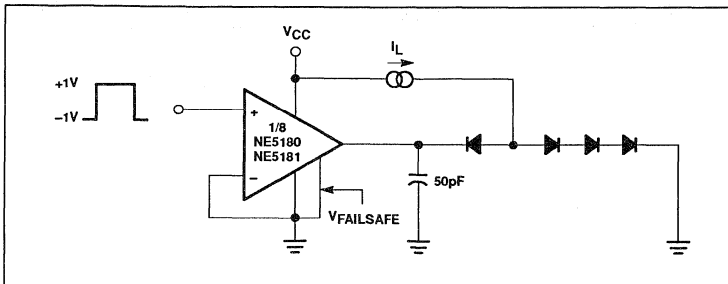 VCC
IL
+1V
−1V
+
1/8
NE5180
NE5181
−
50pF
VFAILSAFE